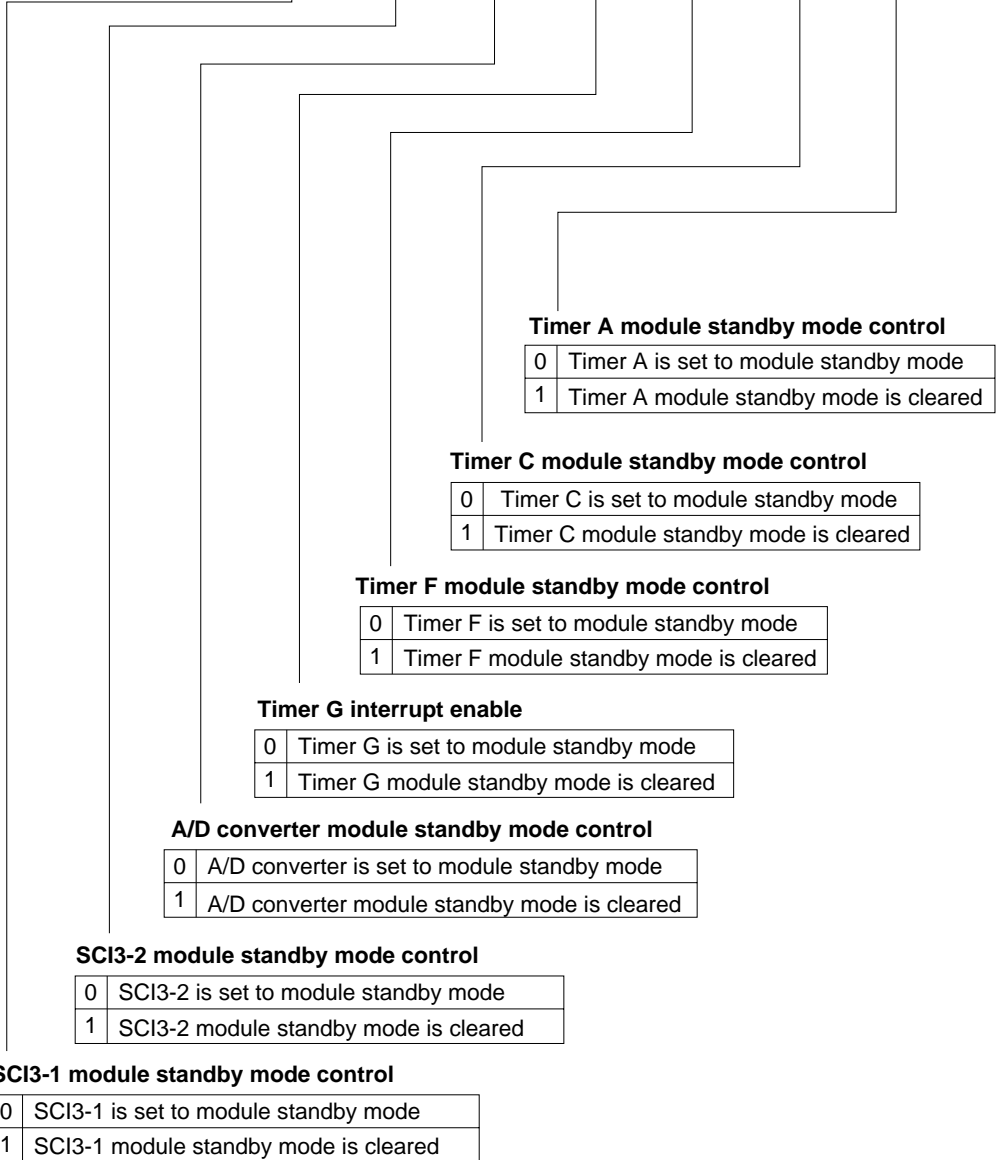 Timer A module standby mode control
0 Timer A is set to module standby mode
1 Timer A module standby mode is cleared
Timer C module standby mode control
0 Timer C is set to module standby mode
1 Timer C module standby mode is cleared
Timer F module standby mode control
0 Timer F is set to module standby mode
1 Timer F module standby mode is cleared
Timer G interrupt enable
0 Timer G is set to module standby mode
1 Timer G module standby mode is cleared
A/D converter module standby mode control
0 A/D converter is set to module standby mode
1 A/D converter module standby mode is cleared
SCI3-2 module standby mode control
0 SCI3-2 is set to module standby mode
1 SCI3-2 module standby mode is cleared
SCI3-1 module standby mode control
0 SCI3-1 is set to module standby mode
1 SCI3-1 module standby mode is cleared